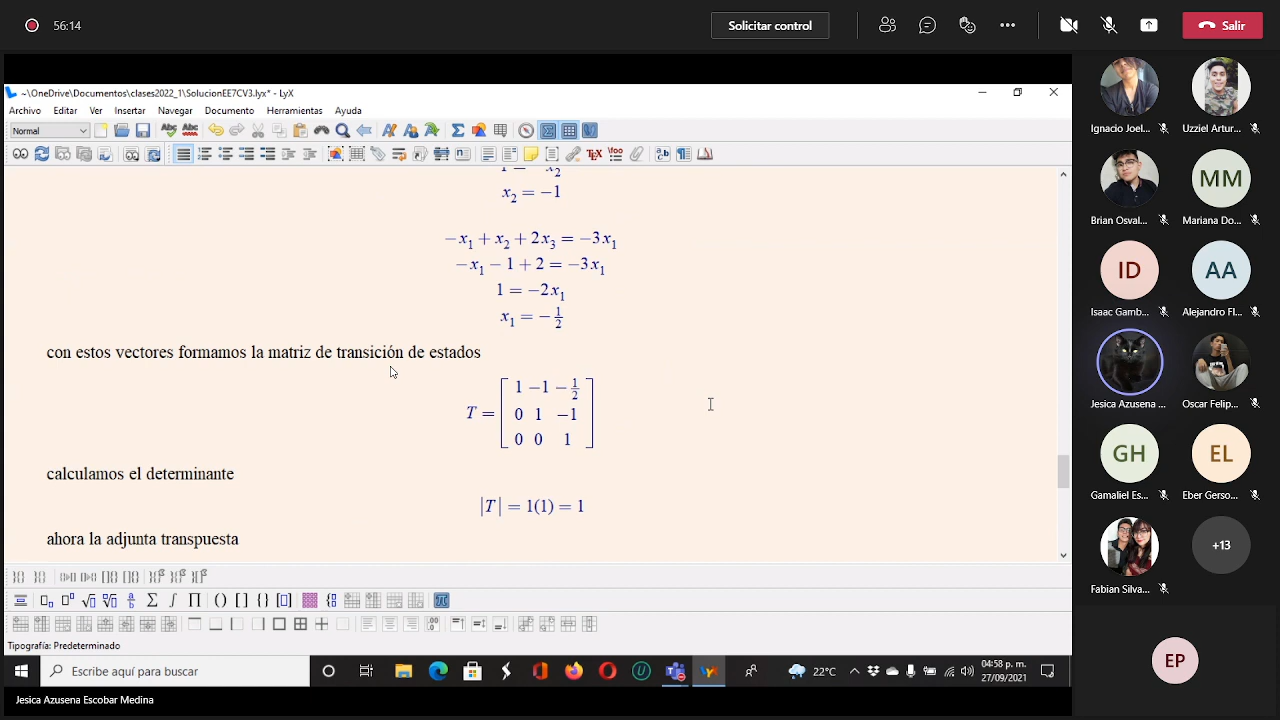 56:14
Solicitar control
Salir
~\OneDrive\Documentos\clases2022_1\SolucionEE7CV3.lyx* - LyX
Archivo Editar Ver Insertar Navegar Documento Herramientas Ayuda
Normal
x₂ = −1
−x₁ + x₂ + 2x₃ = −3x₁
−x₁ − 1 + 2 = −3x₁
1 = −2x₁
x₁ = −1/2
con estos vectores formamos la matriz de transición de estados
T = [ 1 −1 −1/2
0 1 −1
0 0 1 ]
calculamos el determinante
|T| = 1(1) = 1
ahora la adjunta transpuesta
Tipografía: Predeterminado
Escribe aquí para buscar
22°C
04:58 p. m.
27/09/2021
Jesica Azusena Escobar Medina
Ignacio Joel...
Uzziel Artur...
Brian Osval...
MM
Mariana Do...
ID
Isaac Gamb...
AA
Alejandro Fl...
Jesica Azusena ...
Oscar Felip...
GH
Gamaliel Es...
EL
Eber Gerso...
Fabian Silva...
+13
EP